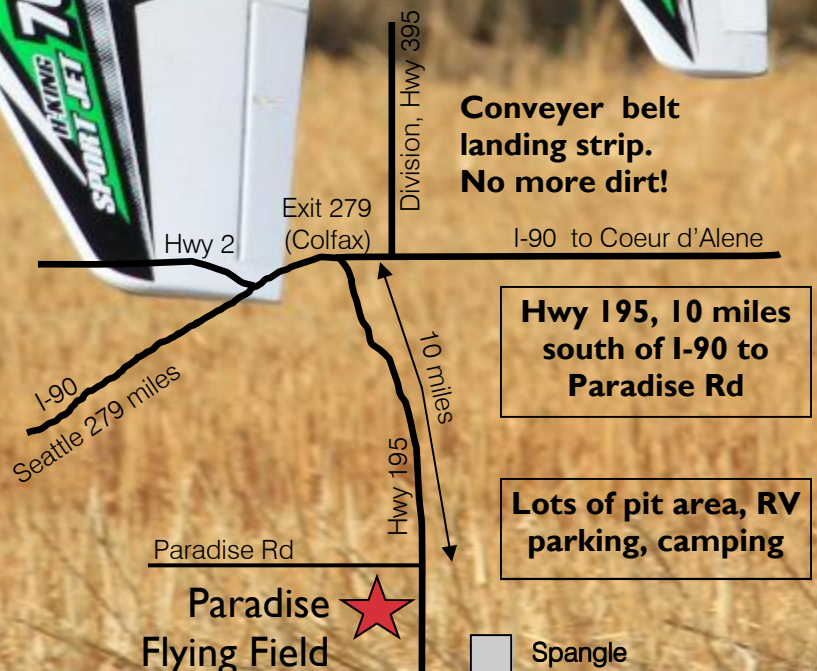 H-KING
SPORT JET 70
Division, Hwy 395
Conveyer belt
landing strip.
No more dirt!
Exit 279
(Colfax)
Hwy 2
I-90 to Coeur d'Alene
Hwy 195, 10 miles
south of I-90 to
Paradise Rd
10 miles
I-90
Seattle 279 miles
Hwy 195
Lots of pit area, RV
parking, camping
Paradise Rd
Paradise
Flying Field
Spangle